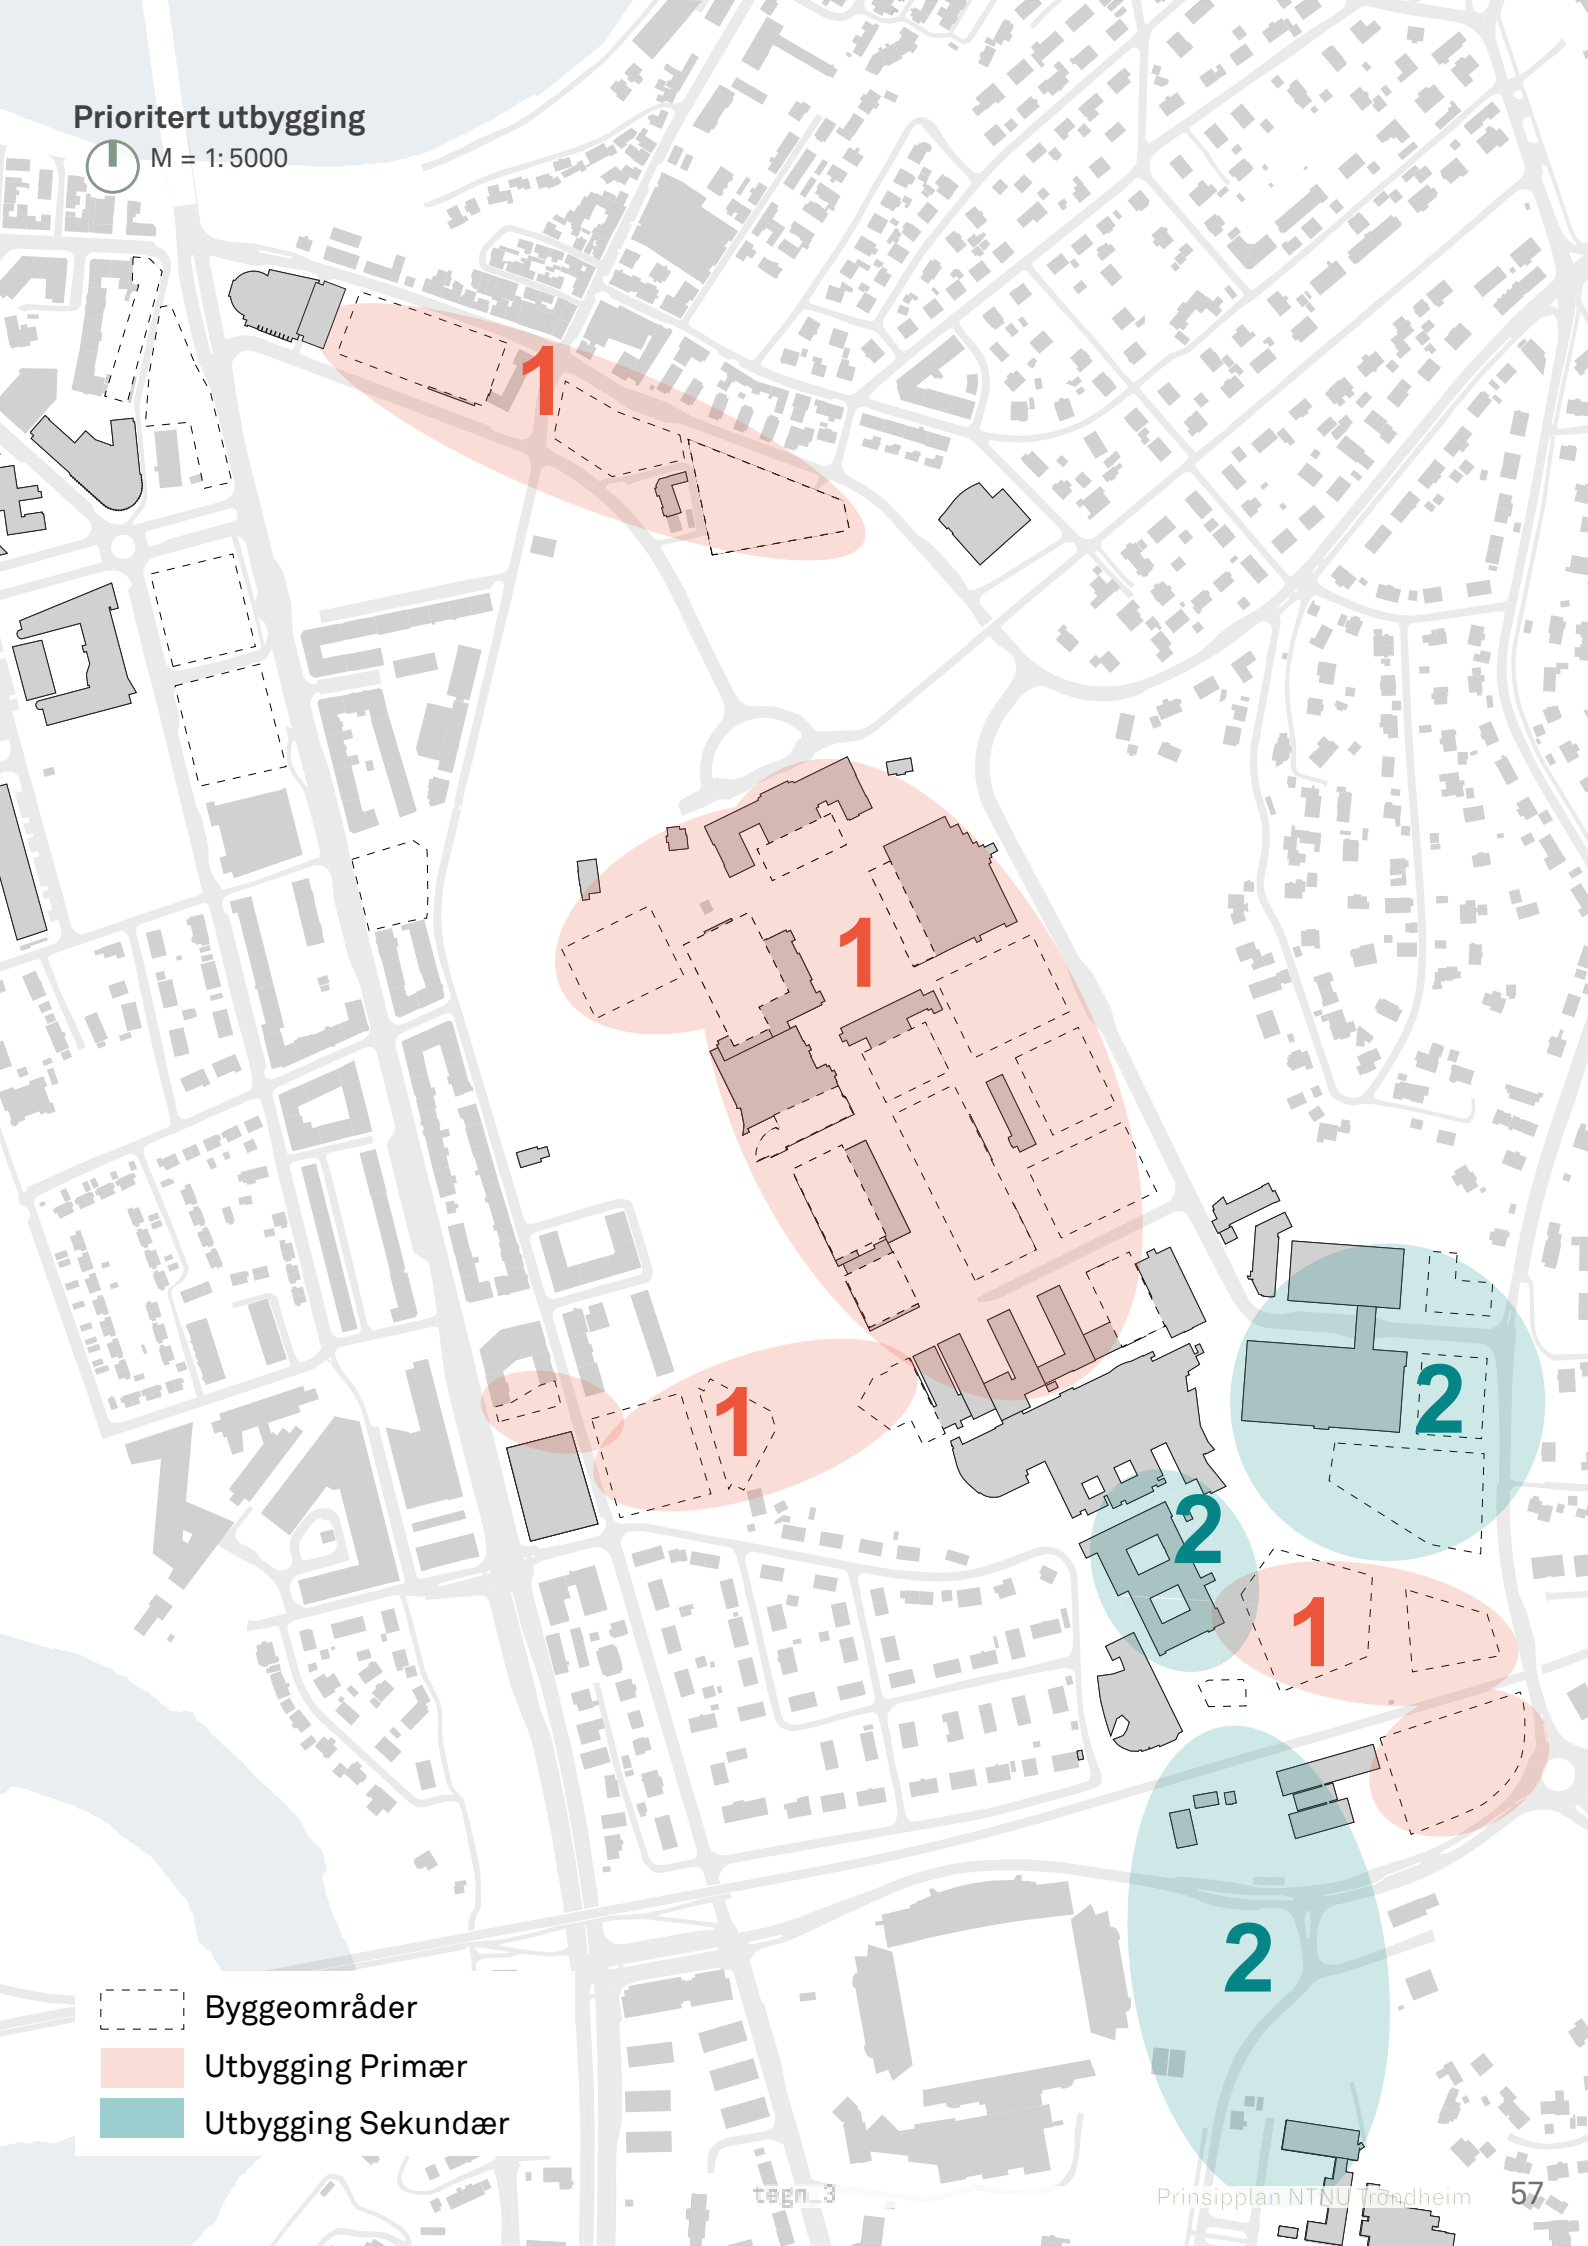 Prioritert utbygging
M = 1: 5000
1
1
1
2
2
1
2
Byggeområder
Utbygging Primær
Utbygging Sekundær
tegn_3
Prinsipplan NTNU Trondheim 57